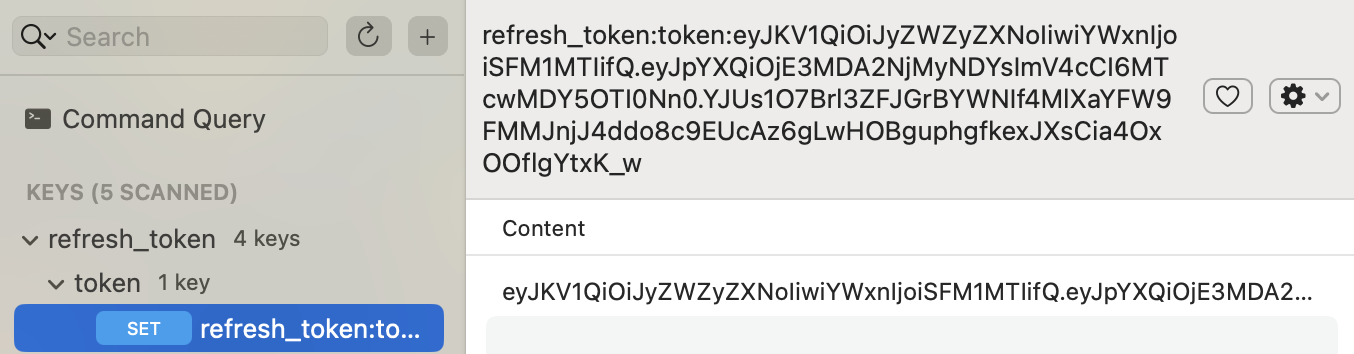 Search
Command Query
KEYS (5 SCANNED)
refresh_token 4 keys
token 1 key
SET refresh_token:to...
refresh_token:token:eyJKV1QiOiJyZWZyZXNoIiwiYWxnIjo
iSFM1MTIifQ.eyJpYXQiOjE3MDA2NjMyNDYsImV4cCI6MT
cwMDY5OTI0Nn0.YJUs1O7BrI3ZFJGrBYWNIf4MlXaYFW9
FMMJnjJ4ddo8c9EUcAz6gLwHOBguphgfkexJXsCia4Ox
OOflgYtxK_w
Content
eyJKV1QiOiJyZWZyZXNoIiwiYWxnIjoiSFM1MTIifQ.eyJpYXQiOjE3MDA2...